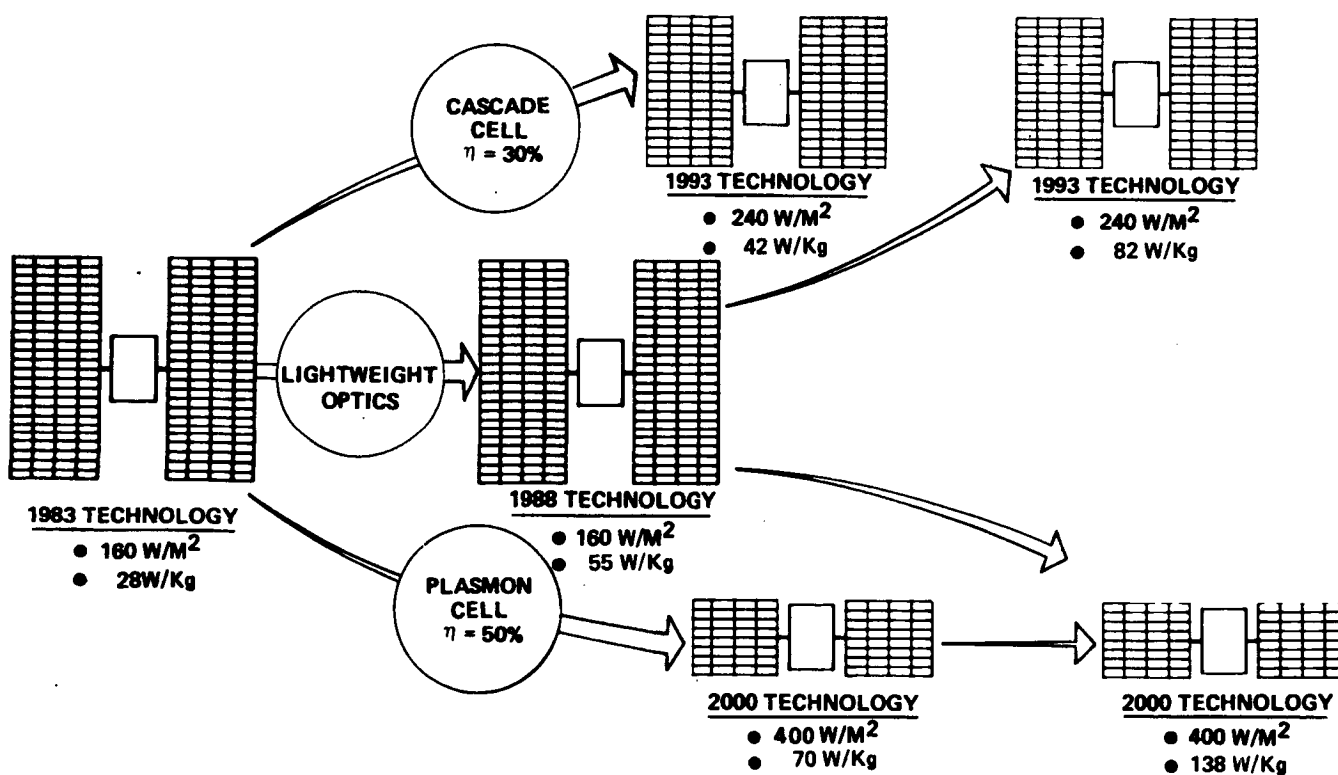 CASCADE
CELL
η = 30%
1993 TECHNOLOGY
● 240 W/M²
● 42 W/Kg
1993 TECHNOLOGY
● 240 W/M²
● 82 W/Kg
LIGHTWEIGHT
OPTICS
1983 TECHNOLOGY
● 160 W/M²
● 28W/Kg
1988 TECHNOLOGY
● 160 W/M²
● 55 W/Kg
PLASMON
CELL
η = 50%
2000 TECHNOLOGY
● 400 W/M²
● 70 W/Kg
2000 TECHNOLOGY
● 400 W/M²
● 138 W/Kg